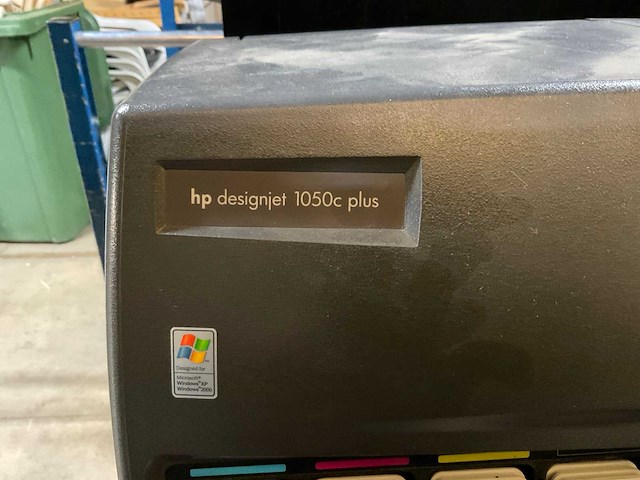 hp designjet 1050c plus
Designed for
Microsoft®
Windows®XP
Windows®2000